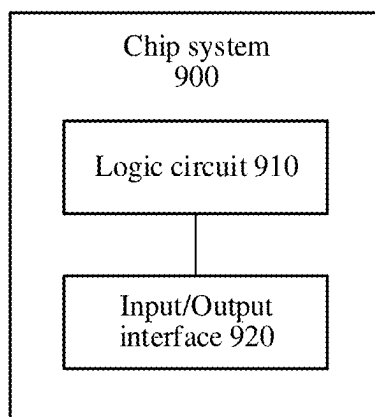 Chip system
900
Logic circuit 910
Input/Output
interface 920